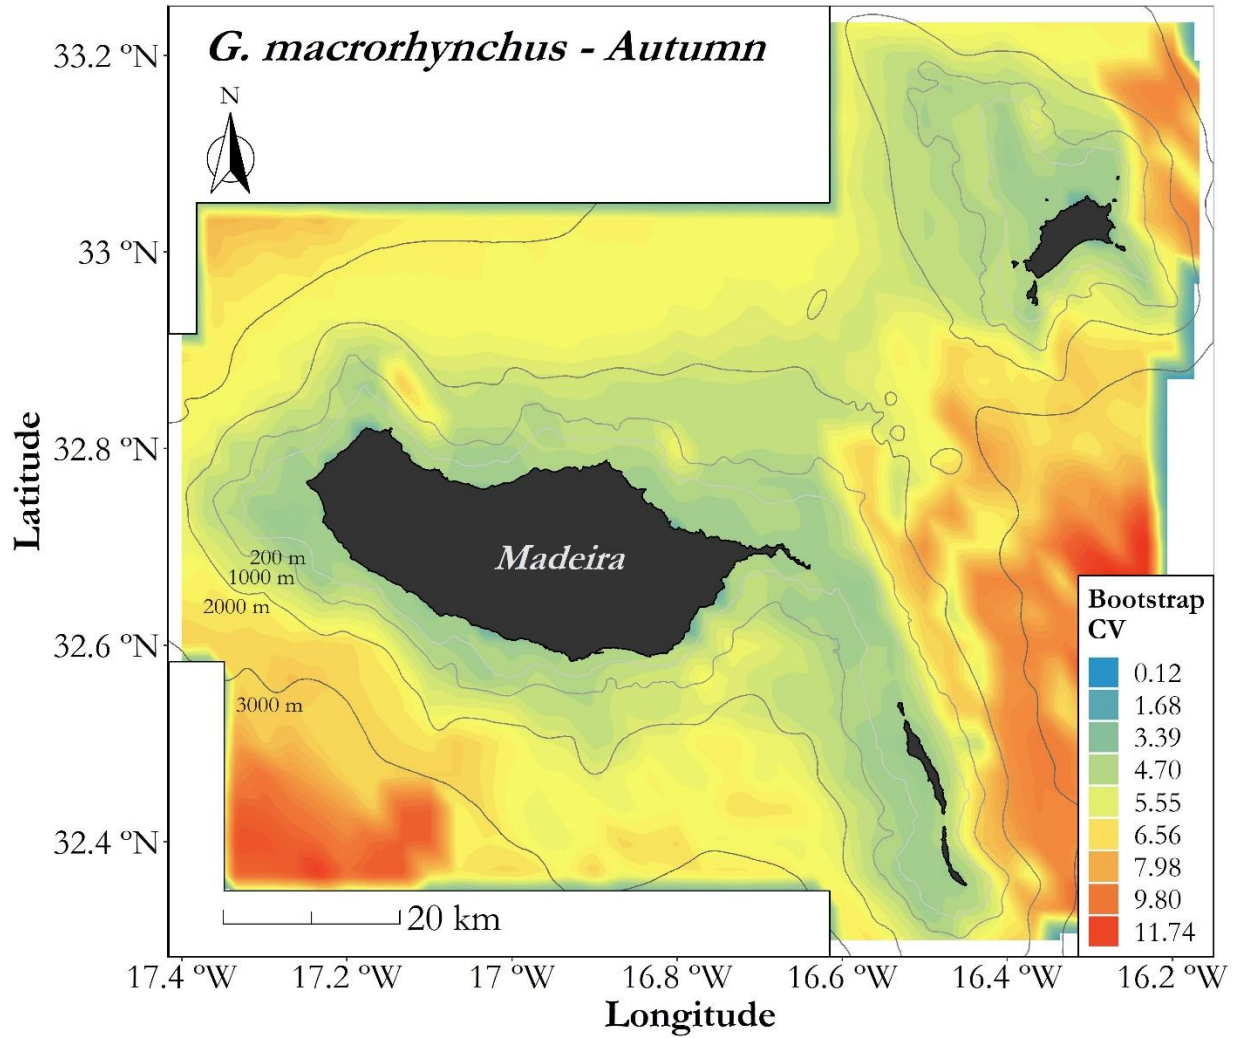 G. macrorhynchus - Autumn
N
33.2 ºN
33 ºN
32.8 ºN
32.6 ºN
32.4 ºN
Latitude
Madeira
200 m
1000 m
2000 m
3000 m
20 km
Bootstrap
CV
0.12
1.68
3.39
4.70
5.55
6.56
7.98
9.80
11.74
17.4 ºW 17.2 ºW 17 ºW 16.8 ºW 16.6 ºW 16.4 ºW 16.2 ºW
Longitude